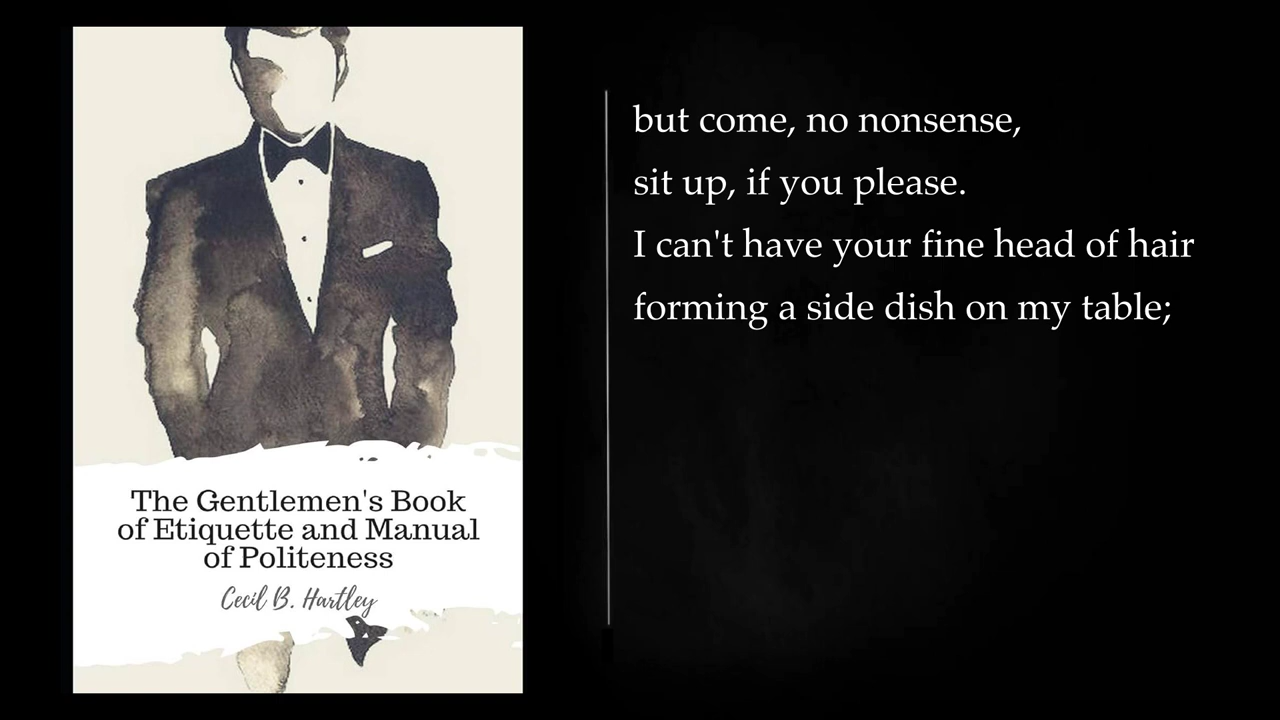 The Gentlemen's Book
of Etiquette and Manual
of Politeness
Cecil B. Hartley
but come, no nonsense,
sit up, if you please.
I can't have your fine head of hair
forming a side dish on my table;